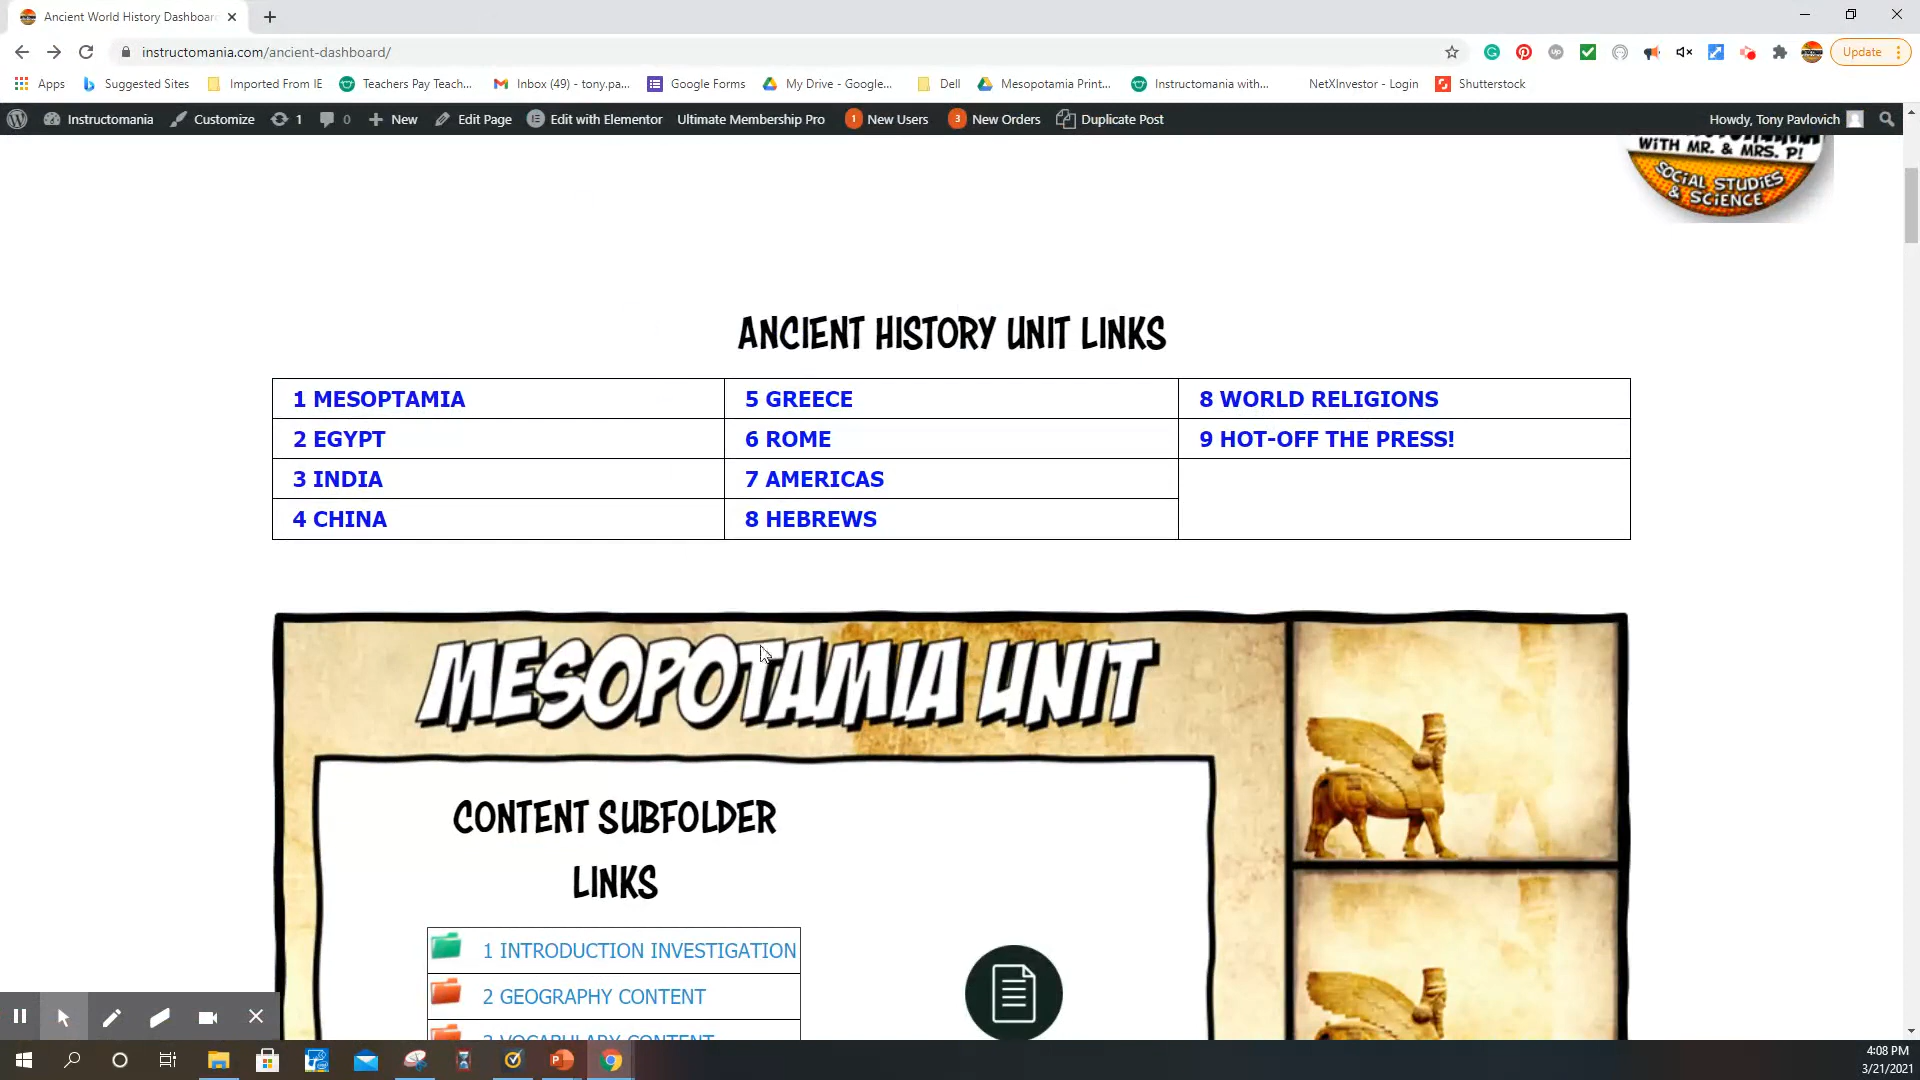 Ancient World History Dashboar
instructomania.com/ancient-dashboard/
Update
Apps Suggested Sites Imported From IE Teachers Pay Teach... Inbox (49) - tony.pa... Google Forms My Drive - Google... Dell Mesopotamia Print... Instructomania with... NetXInvestor - Login Shutterstock
Instructomania Customize 1 0 New Edit Page Edit with Elementor Ultimate Membership Pro 1 New Users 3 New Orders Duplicate Post Howdy, Tony Pavlovich
WITH MR. & MRS. P!
SOCIAL STUDIES
& SCIENCE
ANCIENT HISTORY UNIT LINKS
1 MESOPTAMIA 5 GREECE 8 WORLD RELIGIONS
2 EGYPT 6 ROME 9 HOT-OFF THE PRESS!
3 INDIA 7 AMERICAS
4 CHINA 8 HEBREWS
MESOPOTAMIA UNIT
CONTENT SUBFOLDER
LINKS
1 INTRODUCTION INVESTIGATION
2 GEOGRAPHY CONTENT
3 VOCABULARY CONTENT
4:08 PM
3/21/2021